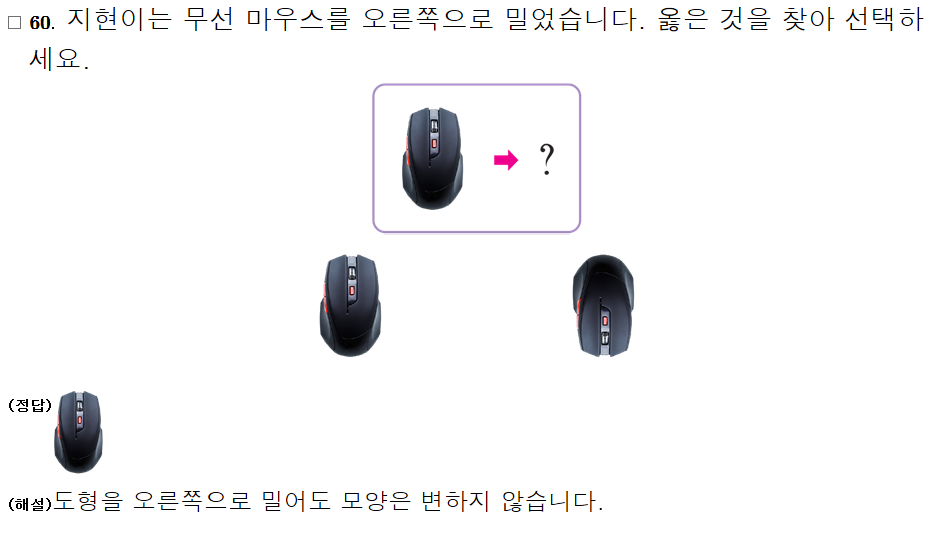 □ 60. 지현이는 무선 마우스를 오른쪽으로 밀었습니다. 옳은 것을 찾아 선택하
세요.
?
(정답)
(해설)도형을 오른쪽으로 밀어도 모양은 변하지 않습니다.